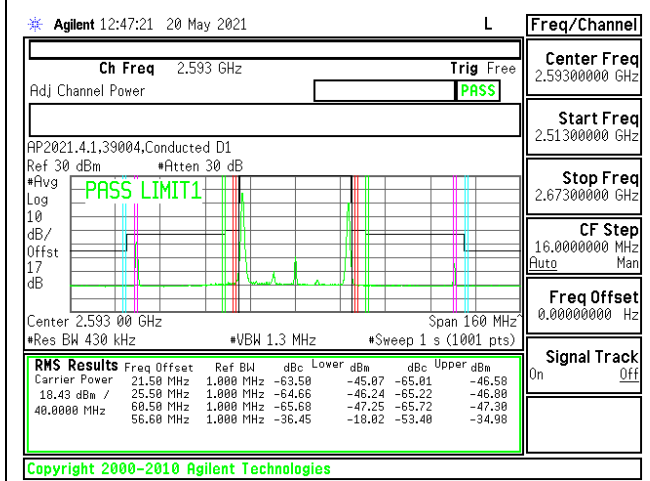 Agilent 12:47:21 20 May 2021 L
Freq/Channel
Ch Freq 2.593 GHz Trig Free
Adj Channel Power PASS
AP2021.4.1,39004,Conducted D1
Ref 30 dBm #Atten 30 dB
#Avg
Log
10
dB/
Offst
17
dB
PASS LIMIT1
Center 2.593 00 GHz Span 160 MHz^
#Res BW 430 kHz #VBW 1.3 MHz #Sweep 1 s (1001 pts)
RMS Results Freq Offset Ref BW dBc Lower dBm dBc Upper dBm
Carrier Power 21.50 MHz 1.000 MHz -63.50 -45.07 -65.01 -46.58
18.43 dBm / 25.50 MHz 1.000 MHz -64.66 -46.24 -65.22 -46.80
40.0000 MHz 60.50 MHz 1.000 MHz -65.68 -47.25 -65.72 -47.30
56.60 MHz 1.000 MHz -36.45 -18.02 -53.40 -34.98
Center Freq
2.59300000 GHz
Start Freq
2.51300000 GHz
Stop Freq
2.67300000 GHz
CF Step
16.0000000 MHz
Auto Man
Freq Offset
0.00000000 Hz
Signal Track
On Off
Copyright 2000-2010 Agilent Technologies